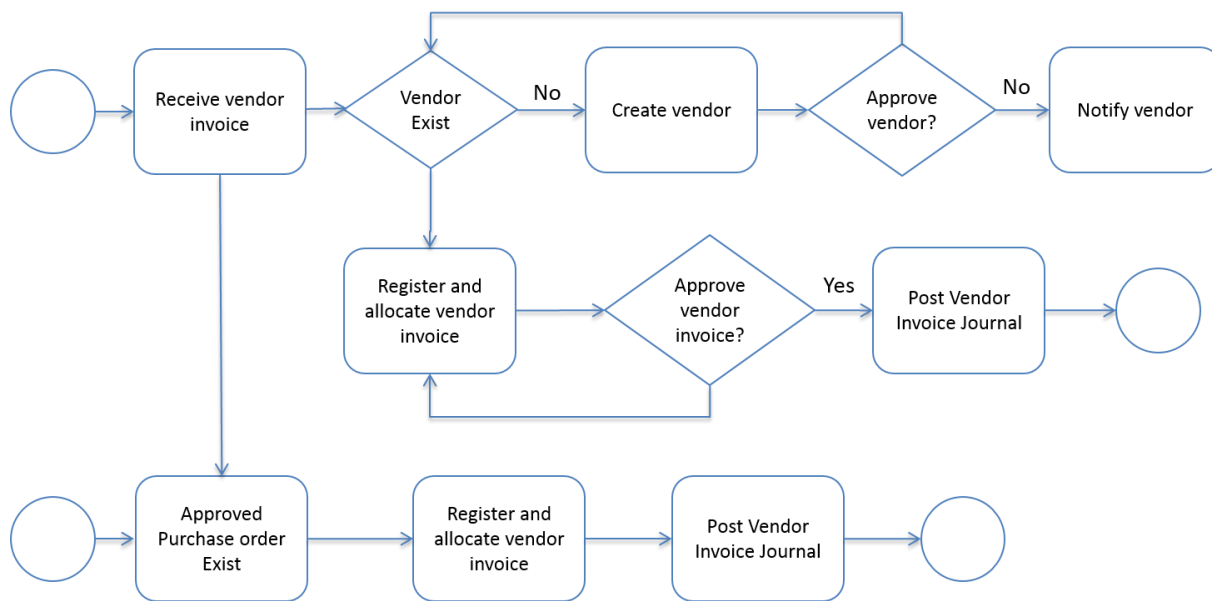 Receive vendor
invoice
Vendor
Exist
No
Create vendor
Approve
vendor?
No
Notify vendor
Register and
allocate vendor
invoice
Approve
vendor
invoice?
Yes
Post Vendor
Invoice Journal
Approved
Purchase order
Exist
Register and
allocate vendor
invoice
Post Vendor
Invoice Journal